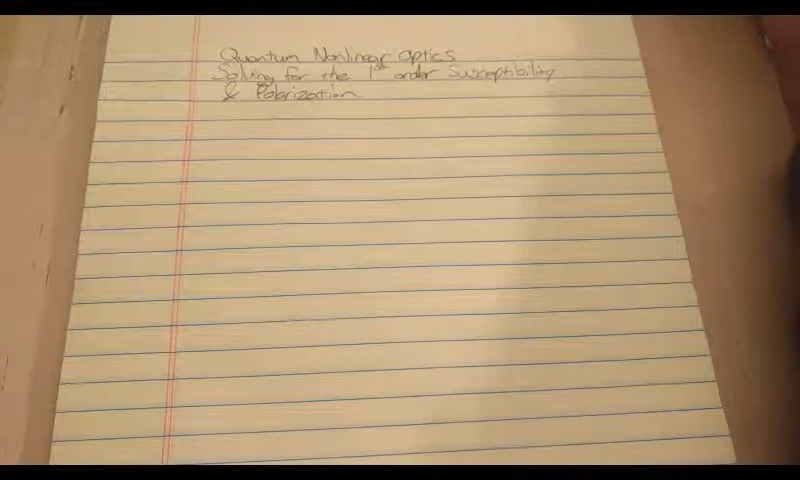 Quantum Nonlinear Optics
Solving for the 1st order Susceptibility
& Polarization